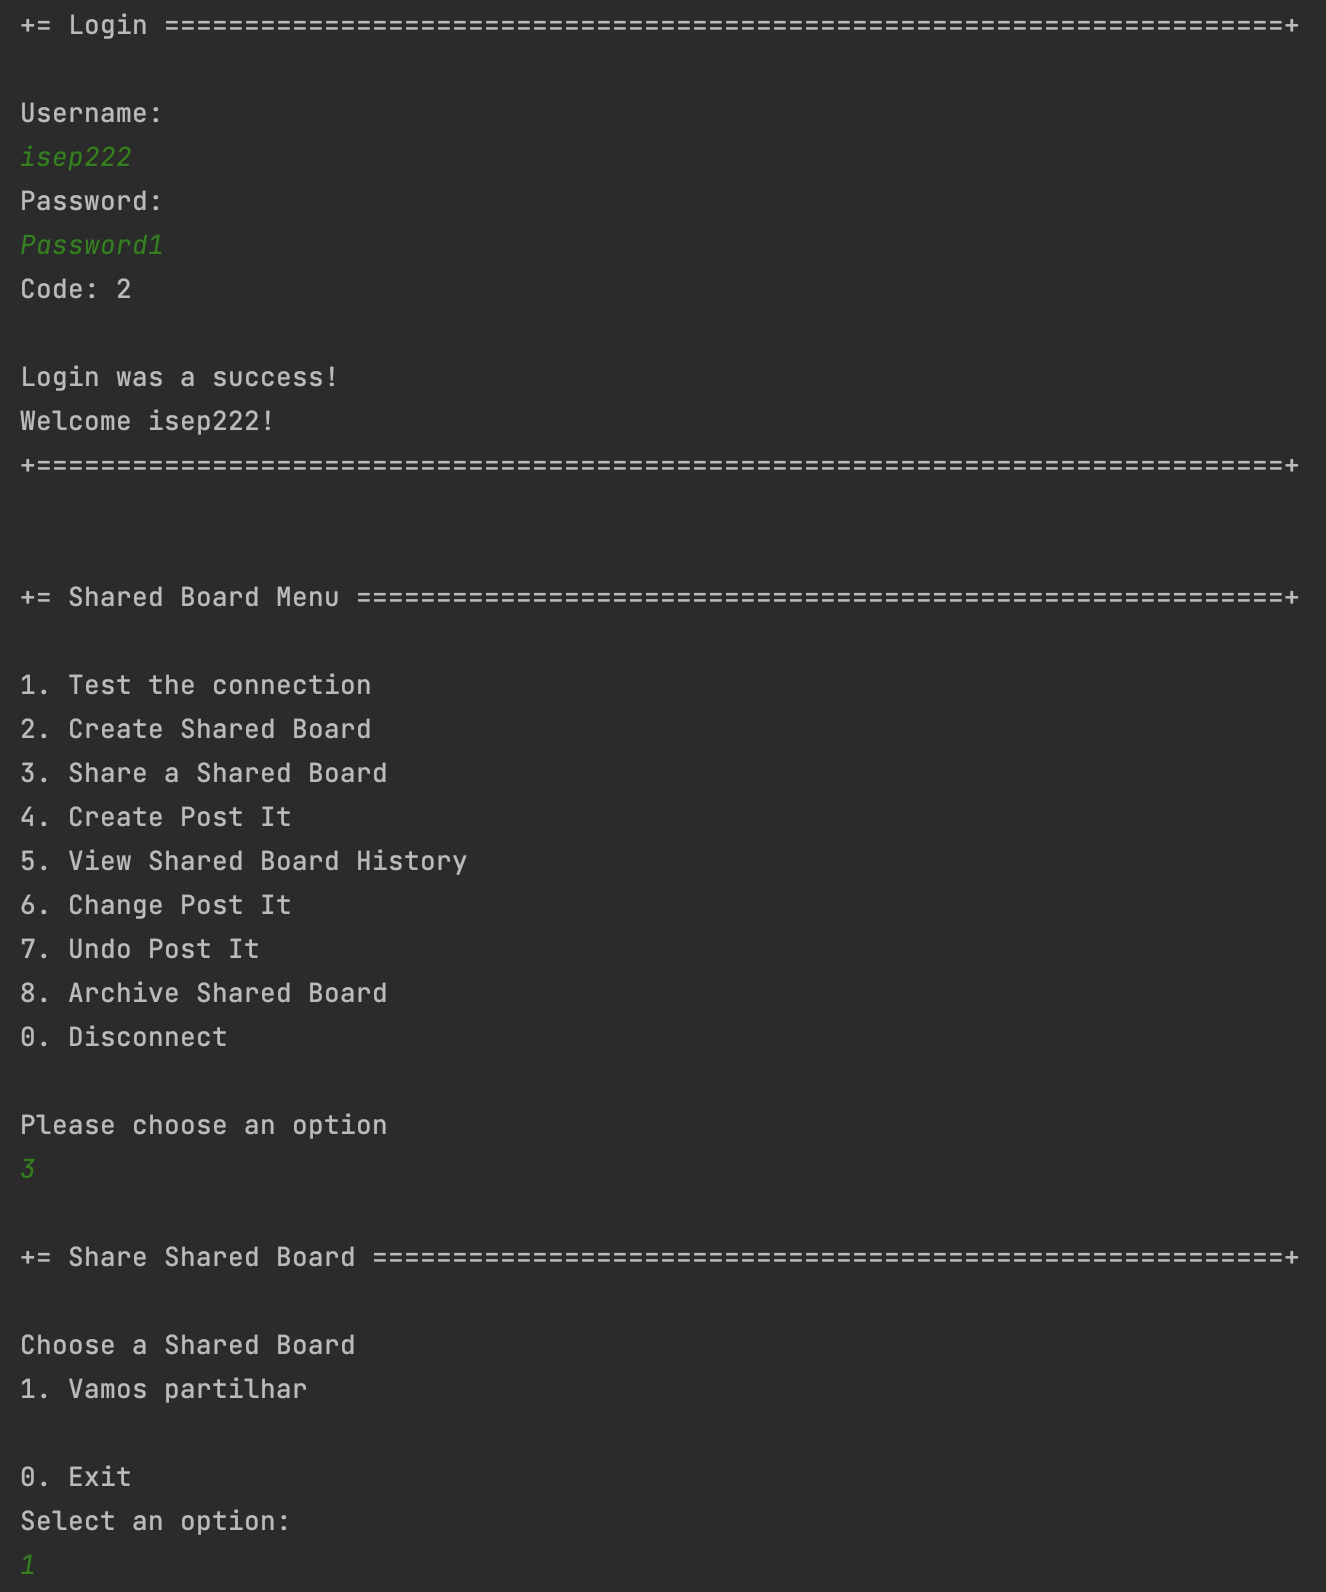 += Login ======================================================================+
Username:
isep222
Password:
Password1
Code: 2
Login was a success!
Welcome isep222!
+==============================================================================+
+= Shared Board Menu ==========================================================+
1. Test the connection
2. Create Shared Board
3. Share a Shared Board
4. Create Post It
5. View Shared Board History
6. Change Post It
7. Undo Post It
8. Archive Shared Board
0. Disconnect
Please choose an option
3
+= Share Shared Board =========================================================+
Choose a Shared Board
1. Vamos partilhar
0. Exit
Select an option:
1